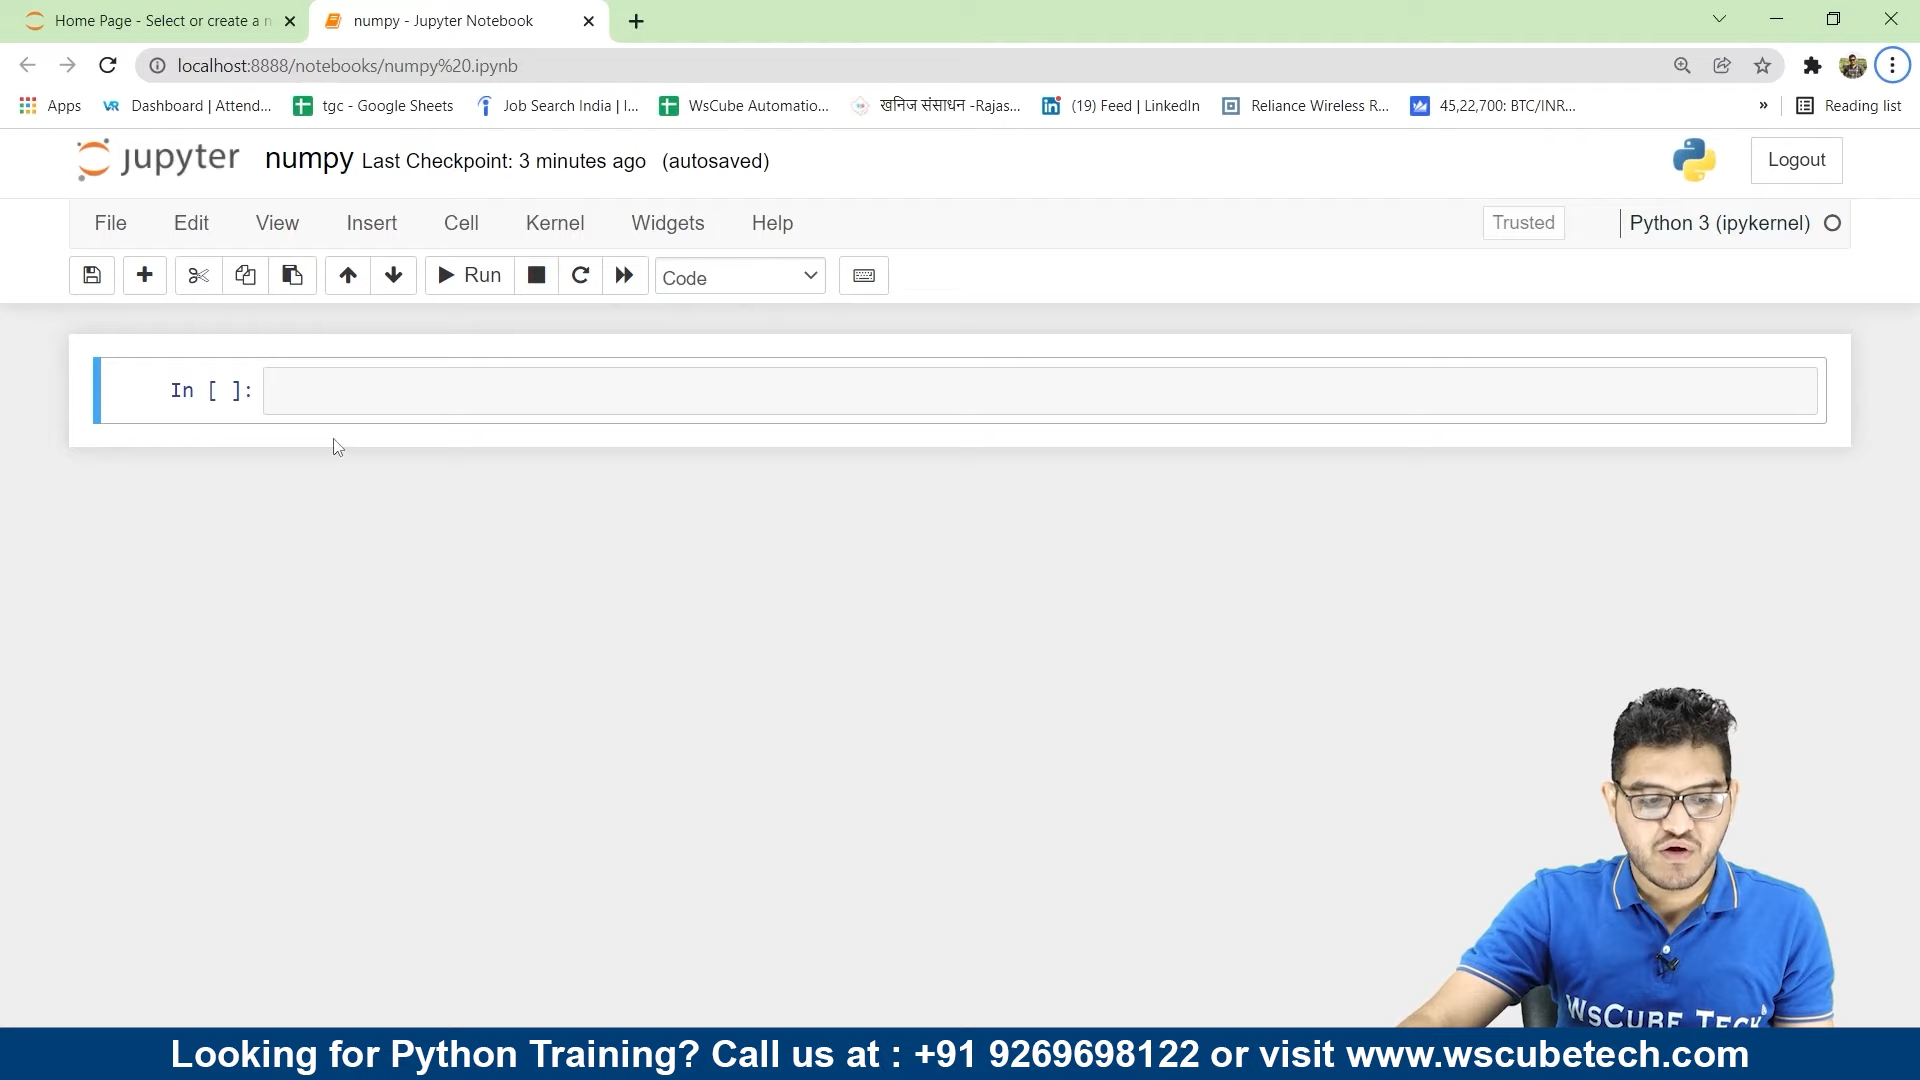 Home Page - Select or create a n
numpy - Jupyter Notebook
localhost:8888/notebooks/numpy%20.ipynb
Apps
VR Dashboard | Attend...
tgc - Google Sheets
Job Search India | I...
WsCube Automatio...
खनिज संसाधन -Rajas...
in (19) Feed | LinkedIn
Reliance Wireless R...
45,22,700: BTC/INR...
»
Reading list
jupyter numpy Last Checkpoint: 3 minutes ago (autosaved)
Logout
File Edit View Insert Cell Kernel Widgets Help
Trusted
Python 3 (ipykernel)
Run
Code
In [ ]:
WsCube Tech
Looking for Python Training? Call us at : +91 9269698122 or visit www.wscubetech.com